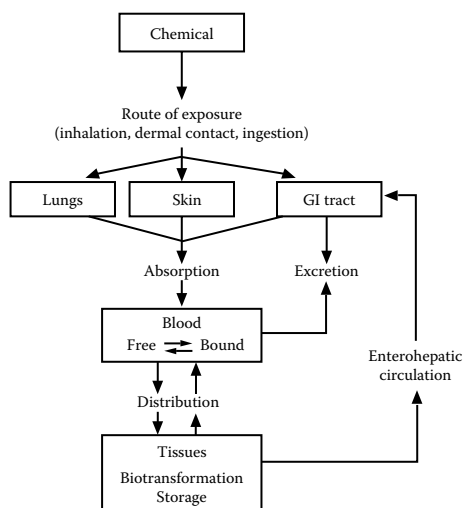 Chemical
Route of exposure
(inhalation, dermal contact, ingestion)
Lungs
Skin
GI tract
Absorption
Excretion
Blood
Free
Bound
Enterohepatic
circulation
Distribution
Tissues
Biotransformation
Storage